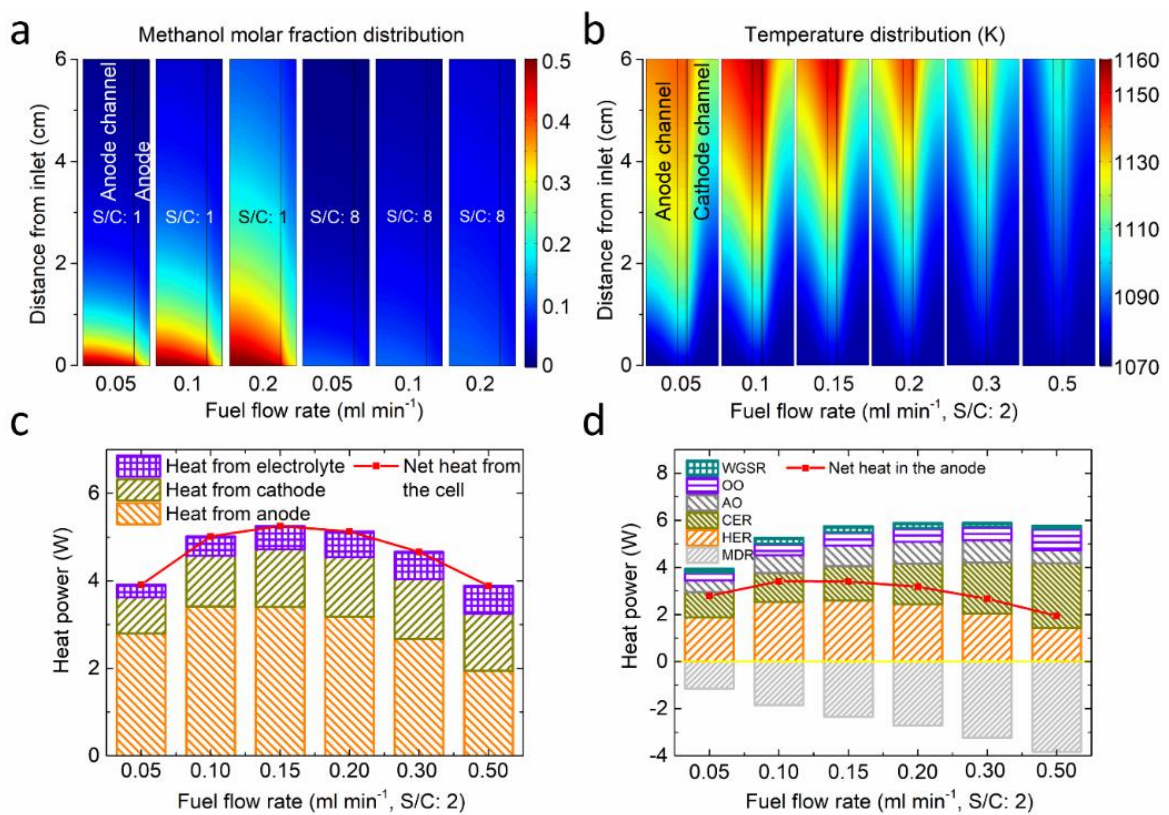 a
Methanol molar fraction distribution
Distance from inlet (cm)
6
4
2
0
Anode channel
Anode
S/C: 1
S/C: 1
S/C: 1
S/C: 8
S/C: 8
S/C: 8
0.05
0.1
0.2
0.05
0.1
0.2
Fuel flow rate (ml min⁻¹)
0.5
0.4
0.3
0.2
0.1
0
b
Temperature distribution (K)
Distance from inlet (cm)
6
4
2
0
Anode channel
Cathode channel
0.05
0.1
0.15
0.2
0.3
0.5
Fuel flow rate (ml min⁻¹, S/C: 2)
1160
1150
1130
1110
1090
1070
c
Heat power (W)
6
4
2
0
Heat from electrolyte
Heat from cathode
Heat from anode
Net heat from
the cell
0.05
0.10
0.15
0.20
0.30
0.50
Fuel flow rate (ml min⁻¹, S/C: 2)
d
Heat power (W)
8
6
4
2
0
-2
-4
WGSR
OO
AO
CER
HER
MDR
Net heat in the anode
0.05
0.10
0.15
0.20
0.30
0.50
Fuel flow rate (ml min⁻¹, S/C: 2)